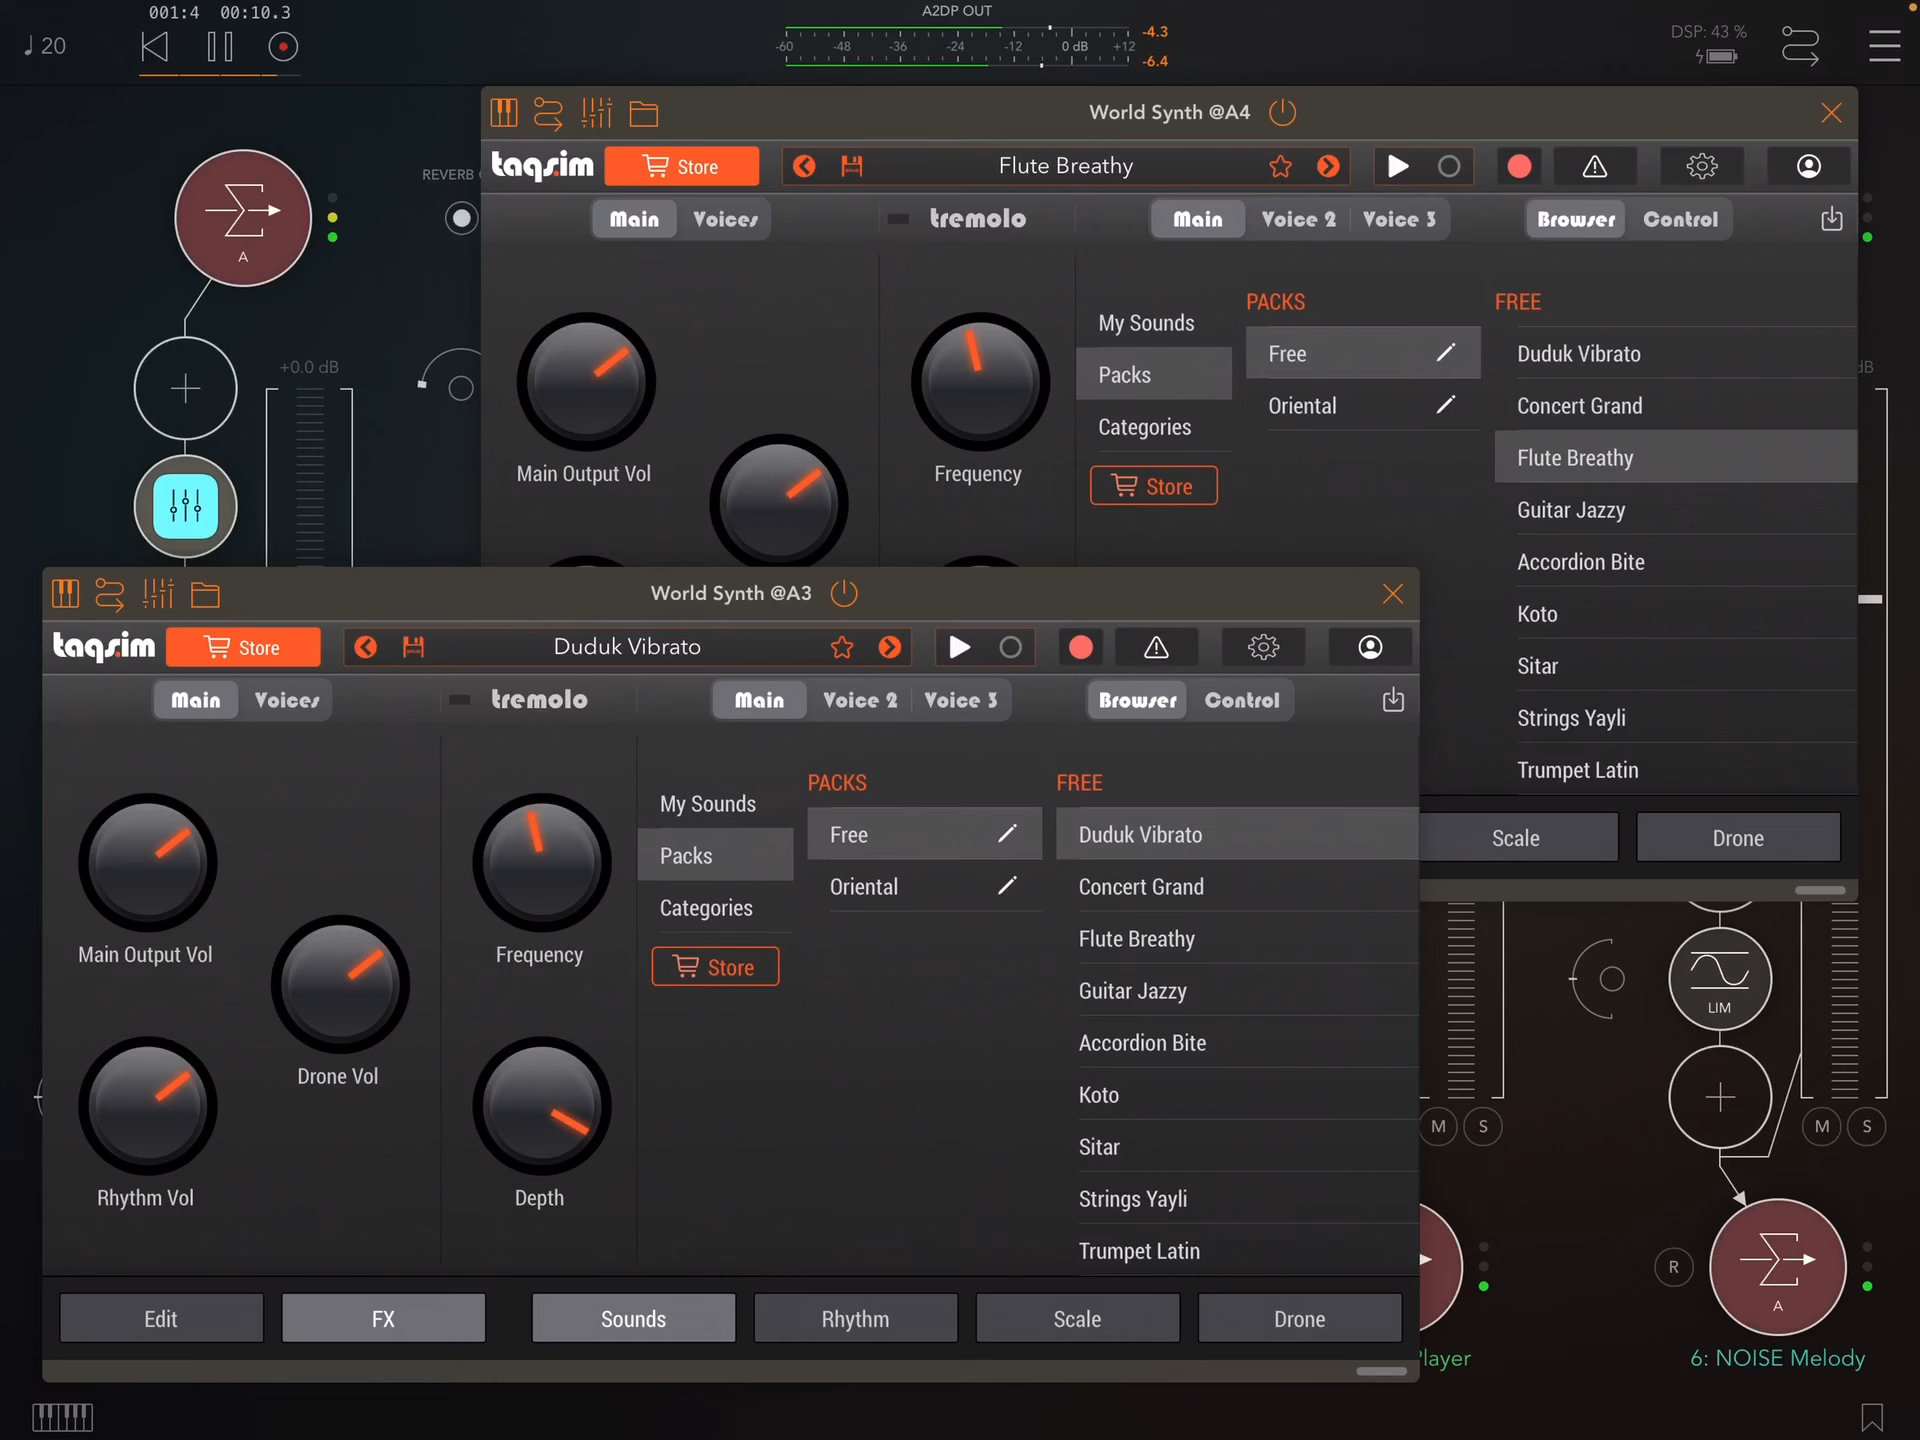 001:4 00:10.3
♩20
A2DP OUT
-60 -48 -36 -24 -12 0 dB +12
-4.3
-6.4
DSP: 43 %
World Synth @A4
taqs.im Store Flute Breathy
Main Voices tremolo Main Voice 2 Voice 3 Browser Control
REVERB
A
+0.0 dB
Main Output Vol
Frequency
My Sounds
Packs
Categories
Store
PACKS
Free
Oriental
FREE
Duduk Vibrato
Concert Grand
Flute Breathy
Guitar Jazzy
Accordion Bite
Koto
Sitar
Strings Yayli
Trumpet Latin
Scale Drone
dB
World Synth @A3
taqs.im Store Duduk Vibrato
Main Voices tremolo Main Voice 2 Voice 3 Browser Control
Main Output Vol
Drone Vol
Rhythm Vol
Frequency
Depth
My Sounds
Packs
Categories
Store
PACKS
Free
Oriental
FREE
Duduk Vibrato
Concert Grand
Flute Breathy
Guitar Jazzy
Accordion Bite
Koto
Sitar
Strings Yayli
Trumpet Latin
Edit FX Sounds Rhythm Scale Drone
LIM
M S
M S
R
A
Player
6: NOISE Melody